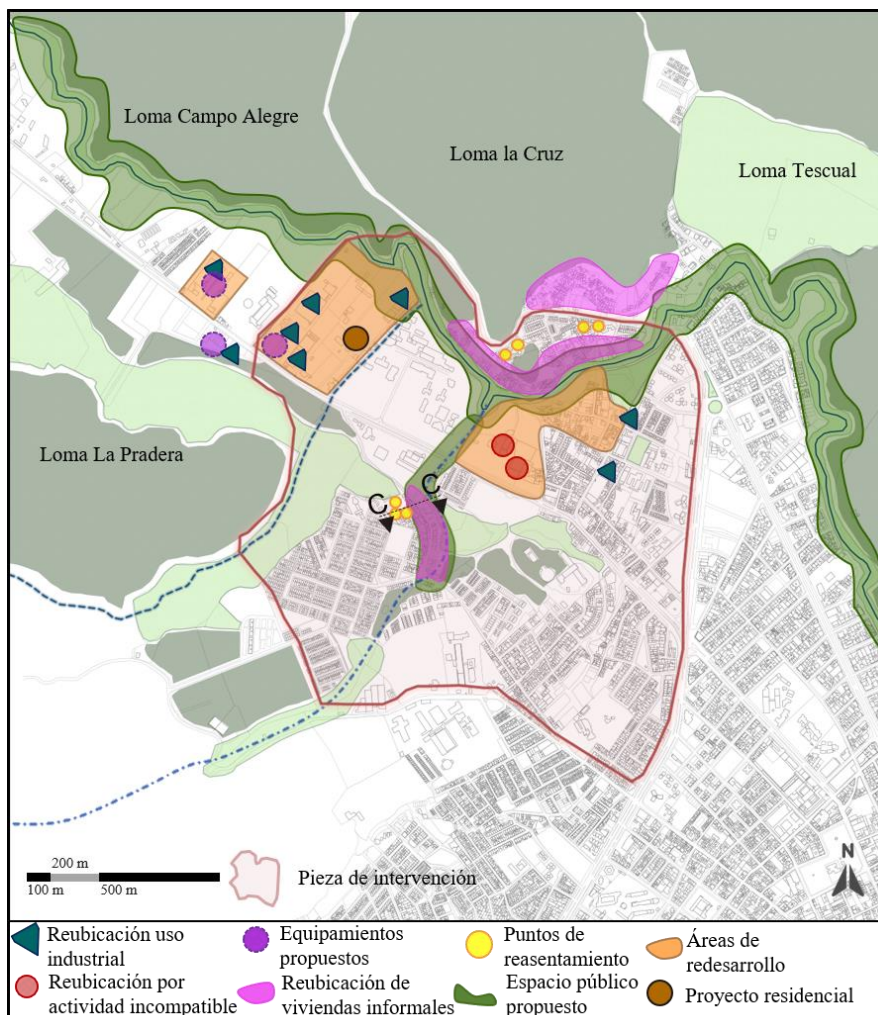 Loma Campo Alegre
Loma la Cruz
Loma Tescual
Loma La Pradera
C
C
200 m
100 m
500 m
Pieza de intervención
N
Reubicación uso
industrial
Equipamientos
propuestos
Puntos de
reasentamiento
Áreas de
redesarrollo
Reubicación por
actividad incompatible
Reubicación de
viviendas informales
Espacio público
propuesto
Proyecto residencial